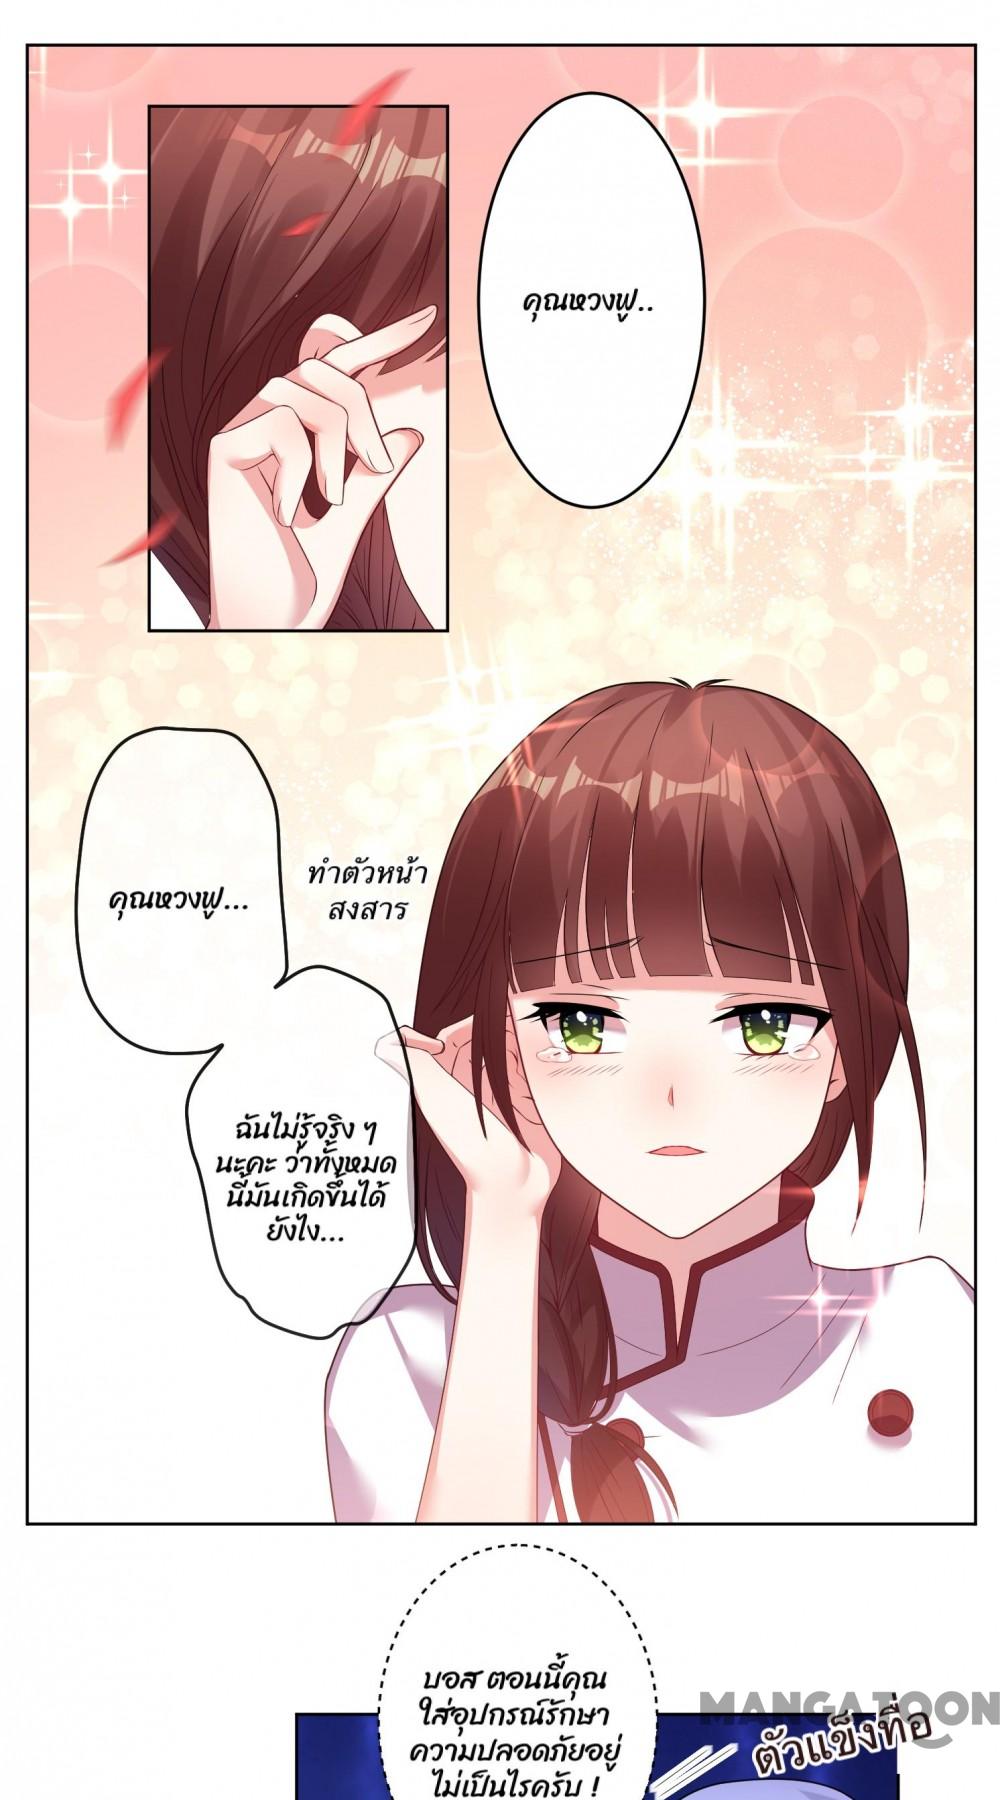 คุณหวงฟู..
ทำตัวหน้า
สงสาร
คุณหวงฟู...
ฉันไม่รู้จริง ๆ
นะคะ ว่าทั้งหมด
นี้มันเกิดขึ้นได้
ยังไง...
บอส ตอนนี้คุณ
ใส่อุปกรณ์รักษา
ความปลอดภัยอยู่
ไม่เป็นไรครับ !
MANGATOON
ตัวแข็งทื่อ